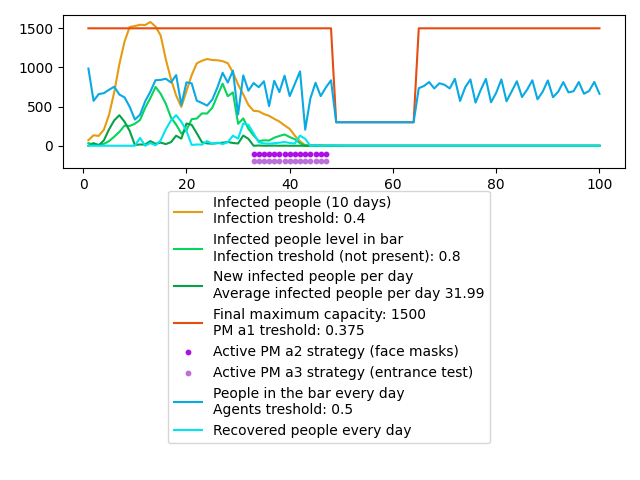 1500
1000
500
0
0 20 40 60 80 100
Infected people (10 days)
Infection treshold: 0.4
Infected people level in bar
Infection treshold (not present): 0.8
New infected people per day
Average infected people per day 31.99
Final maximum capacity: 1500
PM a1 treshold: 0.375
Active PM a2 strategy (face masks)
Active PM a3 strategy (entrance test)
People in the bar every day
Agents treshold: 0.5
Recovered people every day